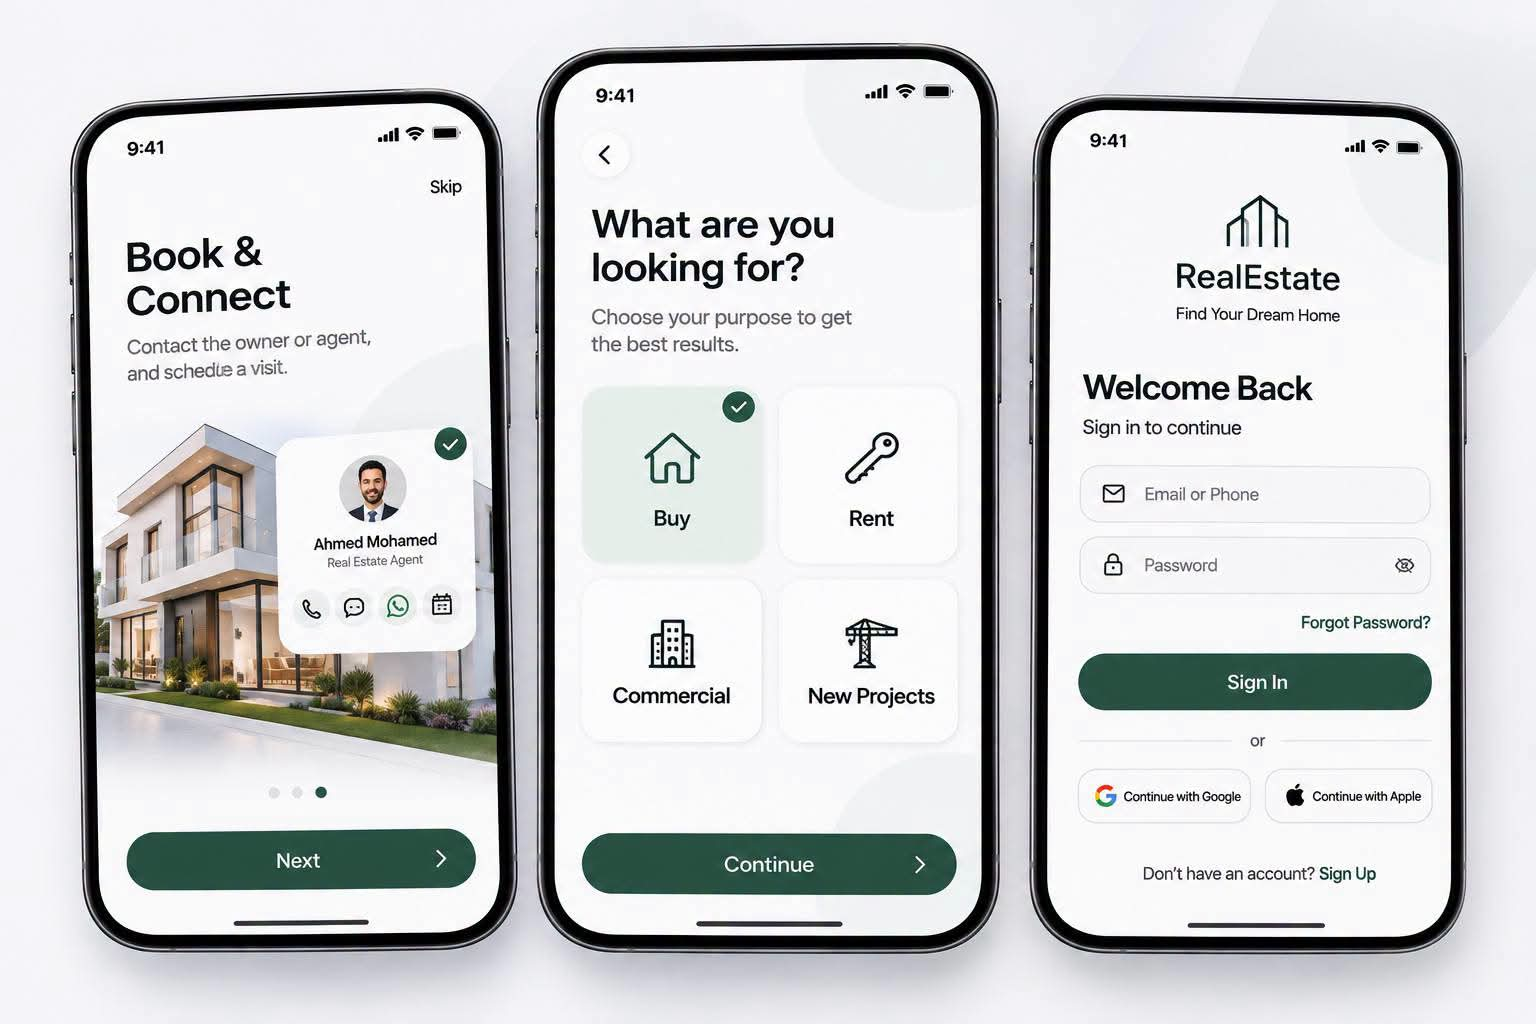 9:41
Skip
Book &
Connect
Contact the owner or agent,
and schedule a visit.
Ahmed Mohamed
Real Estate Agent
Next
9:41
What are you
looking for?
Choose your purpose to get
the best results.
Buy
Rent
Commercial
New Projects
Continue
9:41
RealEstate
Find Your Dream Home
Welcome Back
Sign in to continue
Email or Phone
Password
Forgot Password?
Sign In
or
Continue with Google
Continue with Apple
Don't have an account? Sign Up